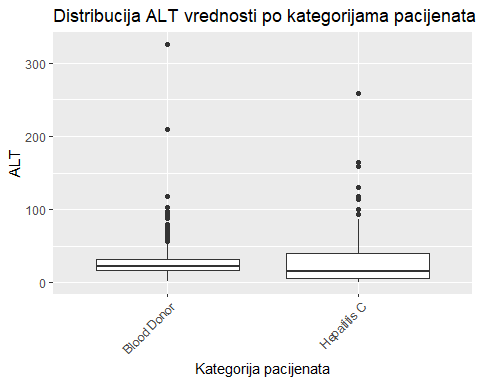 Distribucija ALT vrednosti po kategorijama pacijenata
300
200
100
0
ALT
Blood Donor
Hepatitis C
Kategorija pacijenata